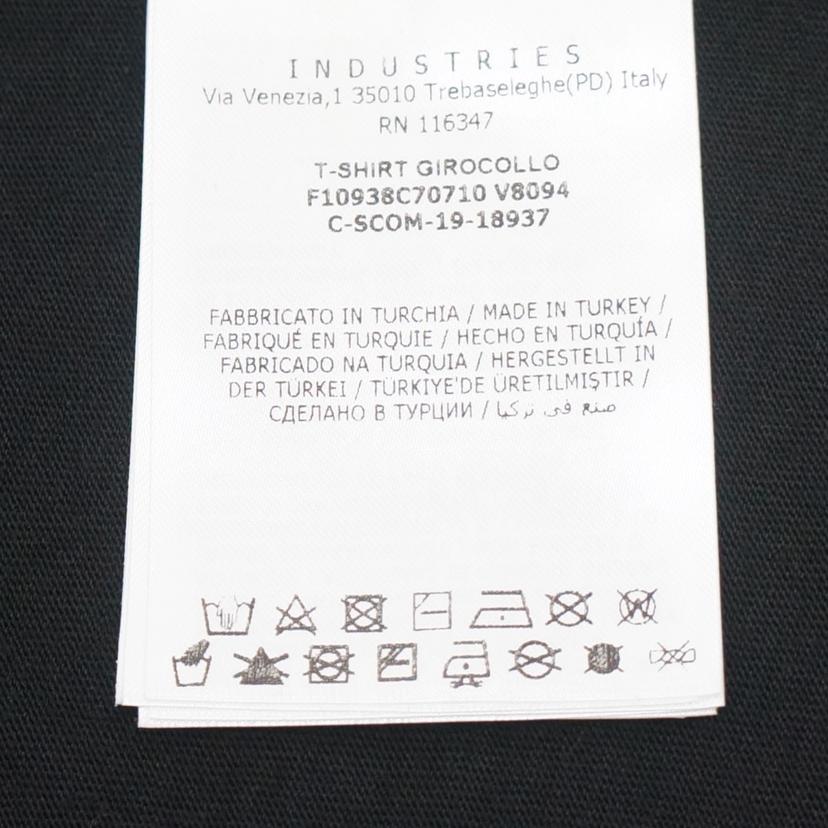 INDUSTRIES
Via Venezia,1 35010 Trebaseleghe(PD) Italy
RN 116347
T-SHIRT GIROCOLLO
F10938C70710 V8094
C-SCOM-19-18937
FABBRICATO IN TURCHIA / MADE IN TURKEY /
FABRIQUÉ EN TURQUIE / HECHO EN TURQUÍA /
FABRICADO NA TURQUIA / HERGESTELLT IN
DER TÜRKEI / TÜRKIYE'DE ÜRETILMIŞTIR /
СДЕЛАНО В ТУРЦИИ / صنع في تركيا